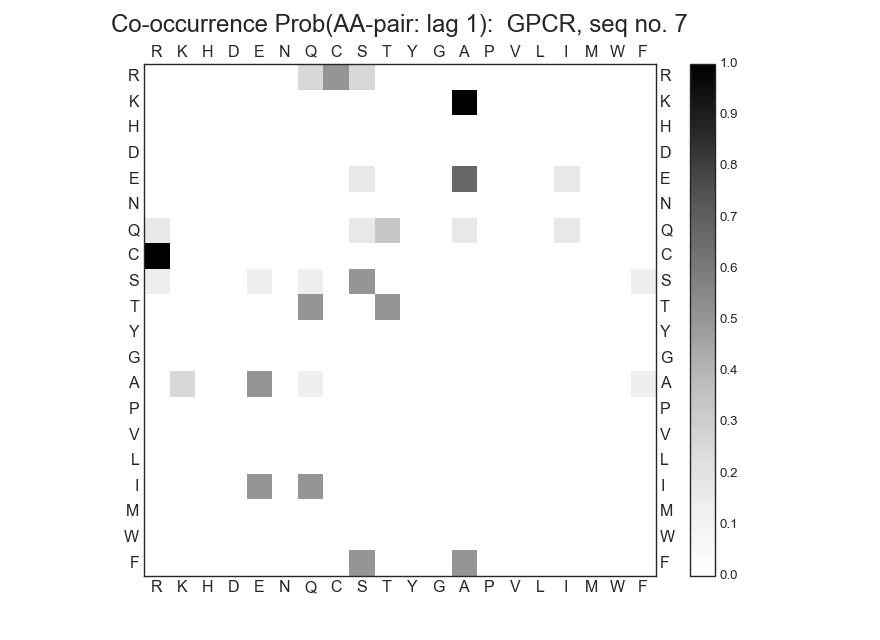 Co-occurrence Prob(AA-pair: lag 1):  GPCR, seq no. 7
R K H D E N Q C S T Y G A P V L I M W F
R R 1.0
K K 0.9
H H
D D 0.8
E E
N N 0.7
Q Q
C C 0.6
S S
T T 0.5
Y Y
G G 0.4
A A
P P 0.3
V V
L L 0.2
I I
M M 0.1
W W
F F 0.0
R K H D E N Q C S T Y G A P V L I M W F